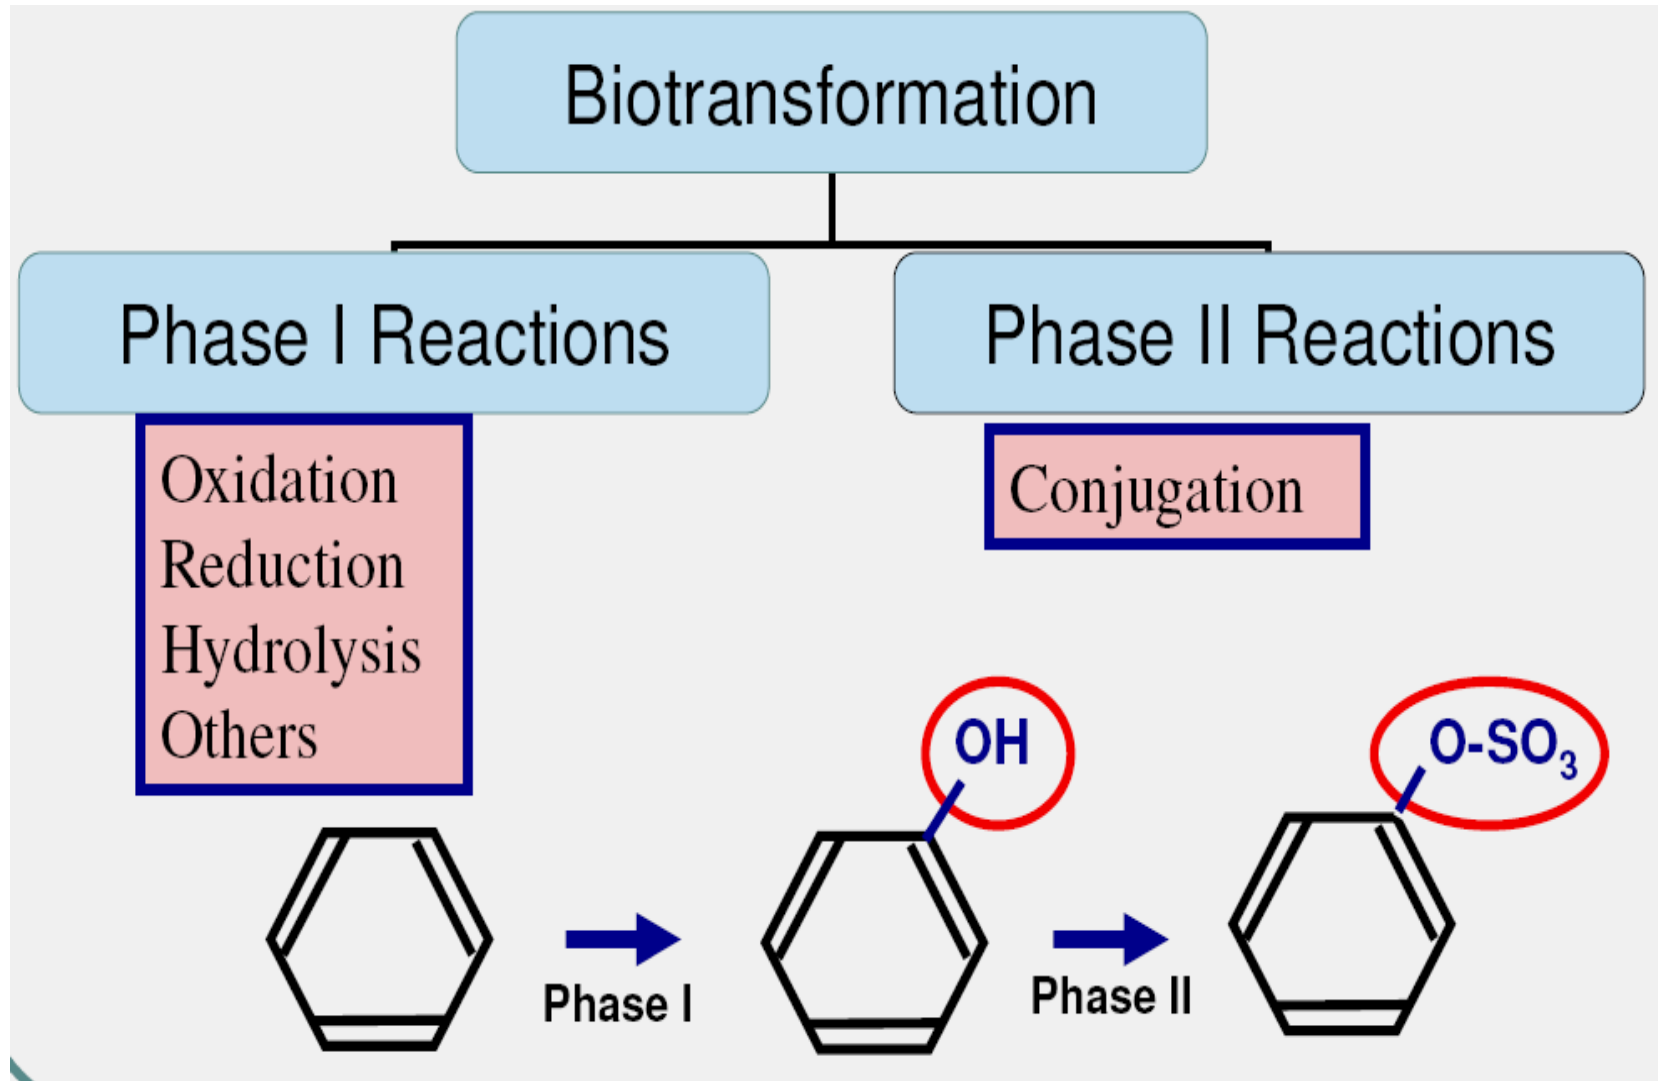 Biotransformation
Phase I Reactions
Phase II Reactions
Oxidation
Reduction
Hydrolysis
Others
Conjugation
OH
O-SO₃
Phase I
Phase II